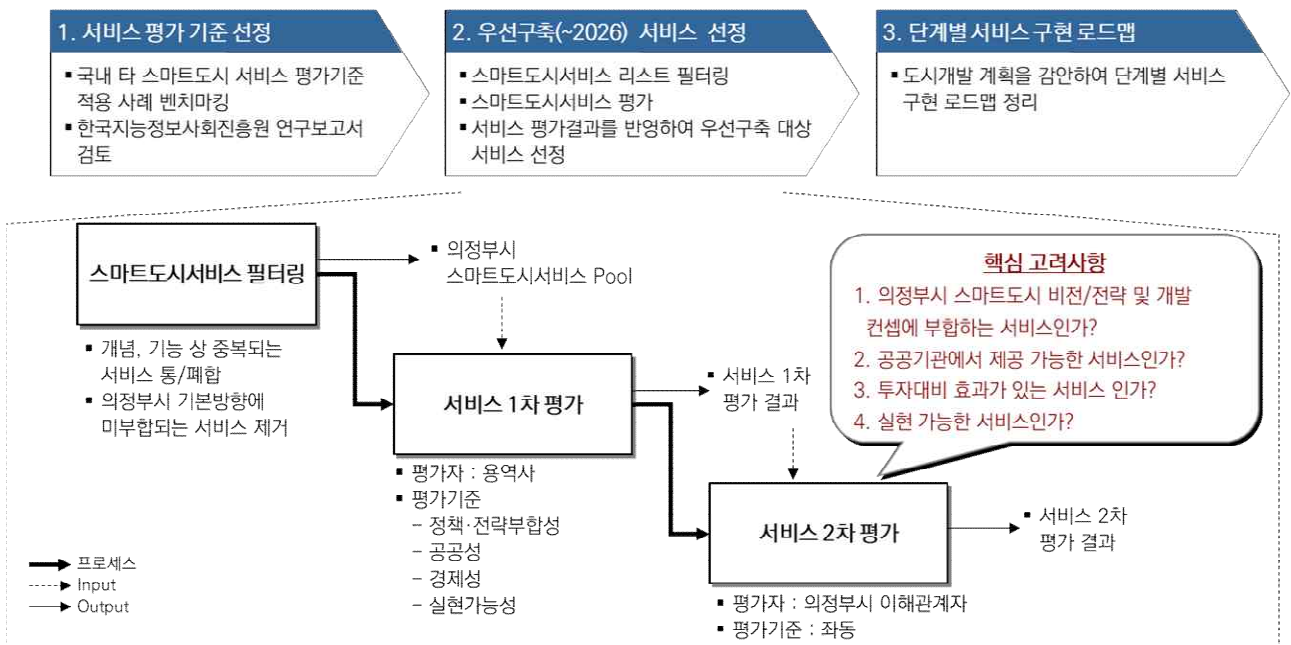 1. 서비스 평가 기준 선정
▪ 국내 타 스마트도시 서비스 평가기준
적용 사례 벤치마킹
▪ 한국지능정보사회진흥원 연구보고서
검토
2. 우선구축(~2026) 서비스 선정
▪ 스마트도시서비스 리스트 필터링
▪ 스마트도시서비스 평가
▪ 서비스 평가결과를 반영하여 우선구축 대상
서비스 선정
3. 단계별 서비스 구현 로드맵
▪ 도시개발 계획을 감안하여 단계별 서비스
구현 로드맵 정리
스마트도시서비스 필터링
▪ 개념, 기능 상 중복되는
서비스 통/폐합
▪ 의정부시 기본방향에
미부합되는 서비스 제거
▪ 의정부시
스마트도시서비스 Pool
서비스 1차 평가
▪ 평가자 : 용역사
▪ 평가기준
– 정책·전략부합성
– 공공성
– 경제성
– 실현가능성
▪ 서비스 1차
평가 결과
핵심 고려사항
1. 의정부시 스마트도시 비전/전략 및 개발
컨셉에 부합하는 서비스인가?
2. 공공기관에서 제공 가능한 서비스인가?
3. 투자대비 효과가 있는 서비스 인가?
4. 실현 가능한 서비스인가?
서비스 2차 평가
▪ 평가자 : 의정부시 이해관계자
▪ 평가기준 : 좌동
▪ 서비스 2차
평가 결과
프로세스
Input
Output